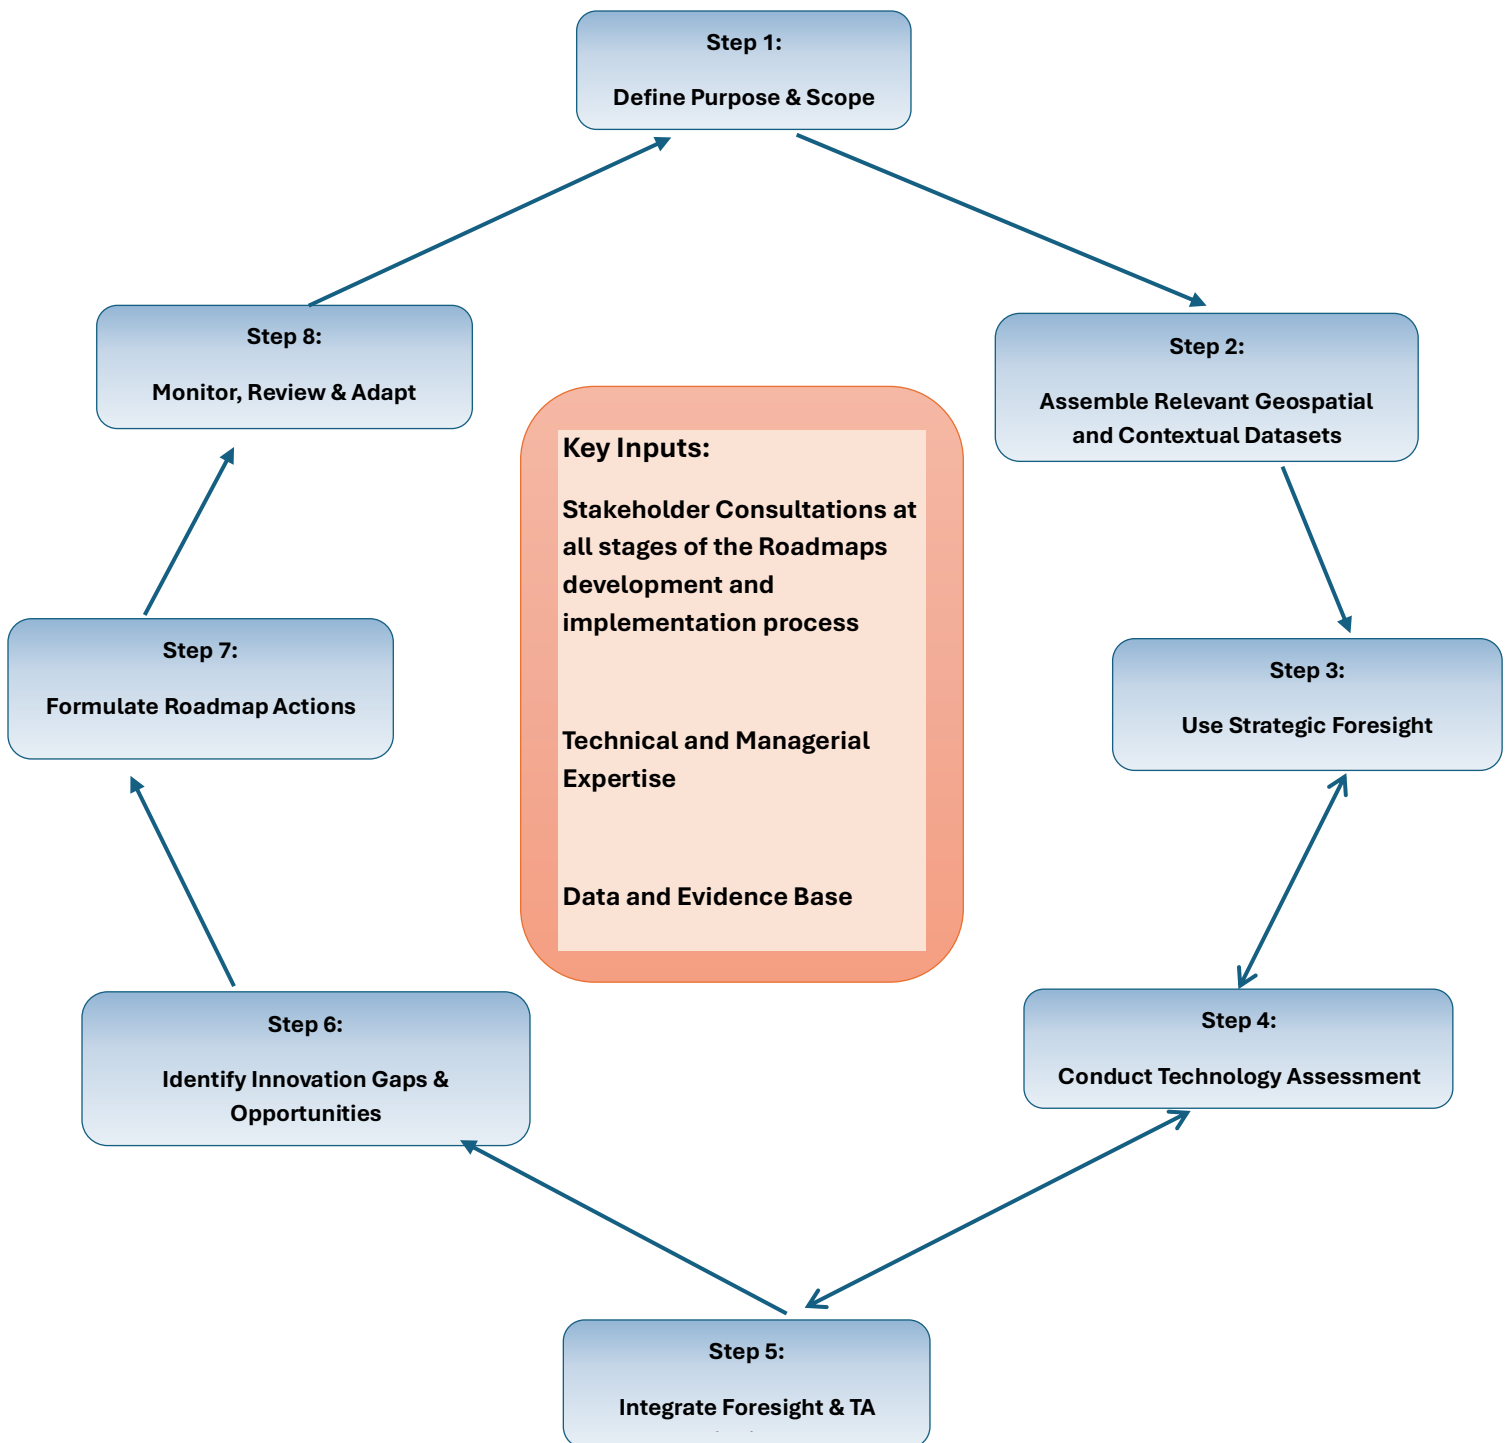 Step 1:
Define Purpose & Scope
Step 2:
Assemble Relevant Geospatial
and Contextual Datasets
Step 3:
Use Strategic Foresight
Step 4:
Conduct Technology Assessment
Step 5:
Integrate Foresight & TA
Step 6:
Identify Innovation Gaps &
Opportunities
Step 7:
Formulate Roadmap Actions
Step 8:
Monitor, Review & Adapt
Key Inputs:
Stakeholder Consultations at
all stages of the Roadmaps
development and
implementation process
Technical and Managerial
Expertise
Data and Evidence Base